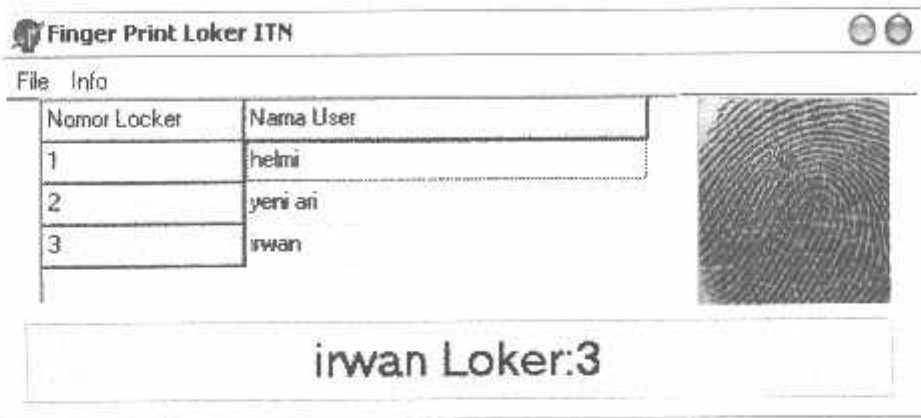 Finger Print Loker ITN
File Info
Nomor Locker Nama User
1 helmi
2 yeni ari
3 irwan
irwan Loker:3